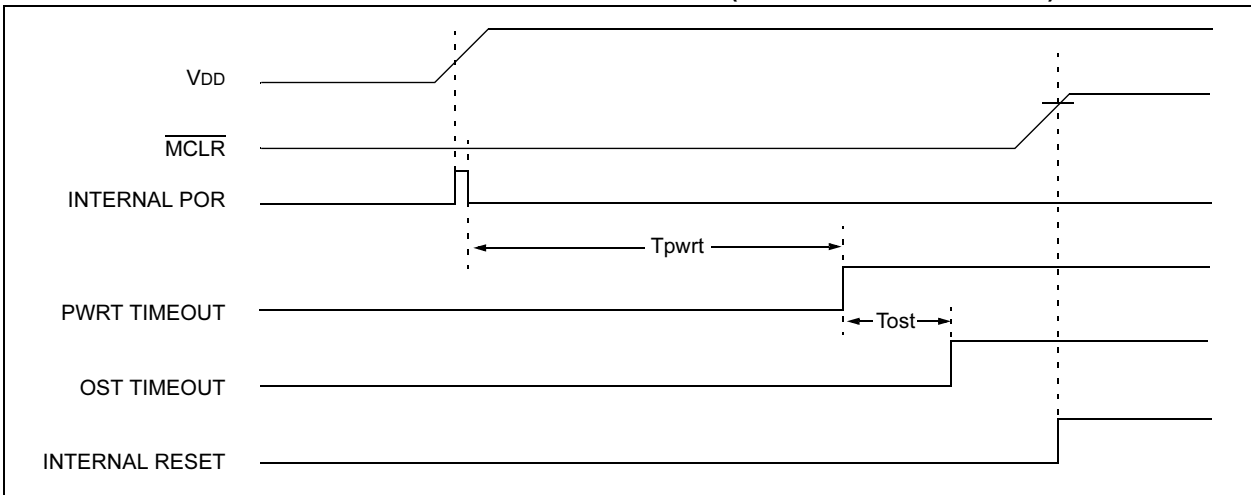 VDD
MCLR
INTERNAL POR
Tpwrt
PWRT TIMEOUT
Tost
OST TIMEOUT
INTERNAL RESET